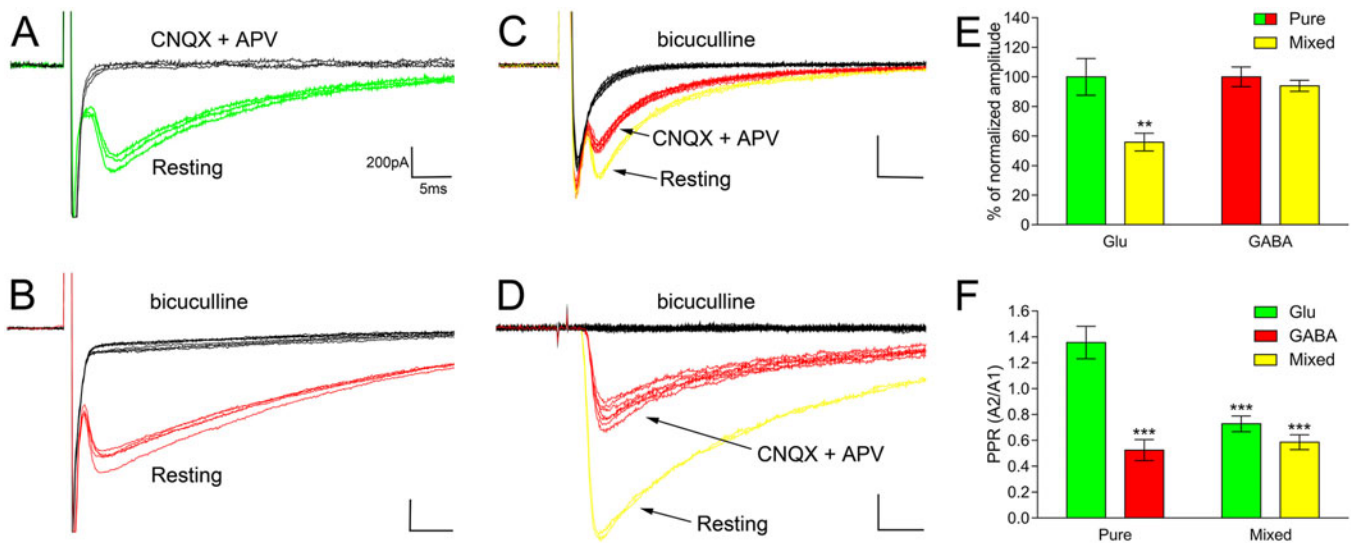 A
CNQX + APV
Resting
200pA
5ms
B
bicuculline
Resting
C
bicuculline
CNQX + APV
Resting
D
bicuculline
CNQX + APV
Resting
E
Pure
Mixed
% of normalized amplitude
140
120
100
80
60
40
20
0
**
Glu
GABA
F
Glu
GABA
Mixed
PPR (A2/A1)
1.6
1.4
1.2
1.0
0.8
0.6
0.4
0.2
0.0
***
***
***
Pure
Mixed